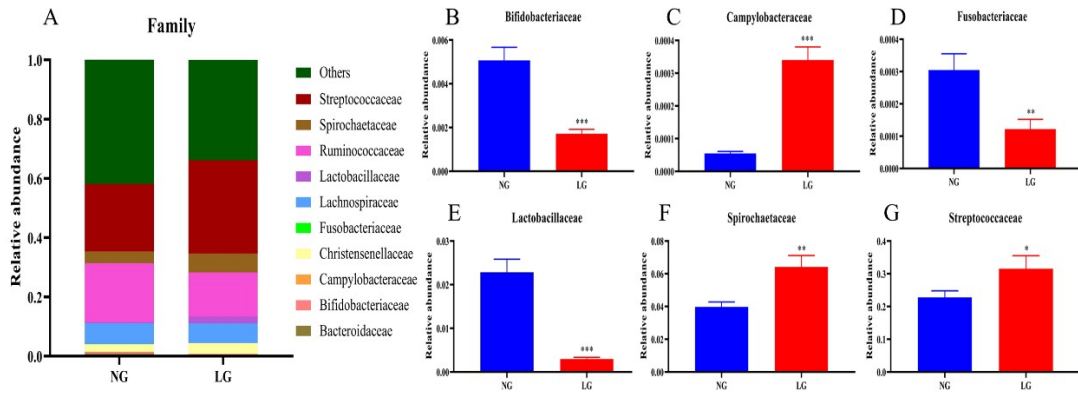 A
Family
Relative abundance
1.0
0.8
0.6
0.4
0.2
0.0
NG
LG
Others
Streptococcaceae
Spirochaetaceae
Ruminococcaceae
Lactobacillaceae
Lachnospiraceae
Fusobacteriaceae
Christensenellaceae
Campylobacteraceae
Bifidobacteriaceae
Bacteroidaceae
B
Bifidobacteriaceae
Relative abundance
0.006
0.004
0.002
0.000
***
NG
LG
C
Campylobacteraceae
Relative abundance
0.0004
0.0003
0.0002
0.0001
0.0000
***
NG
LG
D
Fusobacteriaceae
Relative abundance
0.0004
0.0003
0.0002
0.0001
0.0000
**
NG
LG
E
Lactobacillaceae
Relative abundance
0.03
0.02
0.01
0.00
***
NG
LG
F
Spirochaetaceae
Relative abundance
0.08
0.06
0.04
0.02
0.00
**
NG
LG
G
Streptococcaceae
Relative abundance
0.4
0.3
0.2
0.1
0.0
*
NG
LG